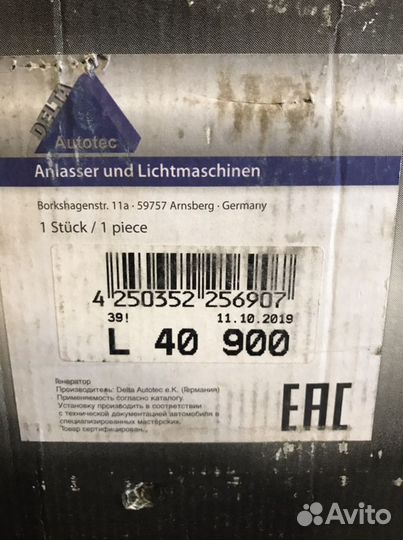 DELTA
Autotec
Anlasser und Lichtmaschinen
Borkshagenstr. 11a · 59757 Arnsberg · Germany
1 Stück / 1 piece
4 250352 256907
39! 11.10.2019
L 40 900
Генератор
Производитель: Delta Autotec e.K. (Германия)
Применяемость согласно каталогу.
Установку производить в соответствии
с технической документацией автомобиля в
специализированных мастерских.
Товар сертифицирован...
EAC
Avito